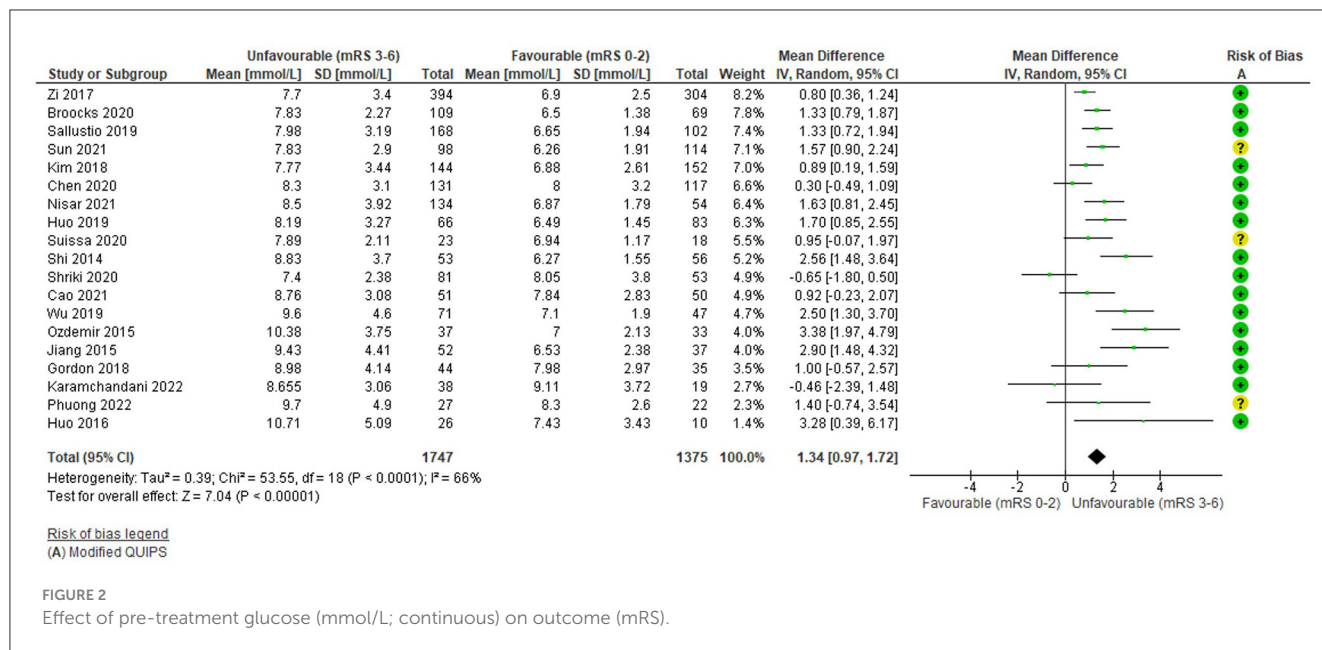 Unfavourable (mRS 3-6) Favourable (mRS 0-2) Mean Difference Mean Difference Risk of Bias
Study or Subgroup Mean [mmol/L] SD [mmol/L] Total Mean [mmol/L] SD [mmol/L] Total Weight IV, Random, 95% CI IV, Random, 95% CI A
Zi 2017 7.7 3.4 394 6.9 2.5 304 8.2% 0.80 [0.36, 1.24] +
Broocks 2020 7.83 2.27 109 6.5 1.38 69 7.8% 1.33 [0.79, 1.87] +
Sallustio 2019 7.98 3.19 168 6.65 1.94 102 7.4% 1.33 [0.72, 1.94] +
Sun 2021 7.83 2.9 98 6.26 1.91 114 7.1% 1.57 [0.90, 2.24] ?
Kim 2018 7.77 3.44 144 6.88 2.61 152 7.0% 0.89 [0.19, 1.59] +
Chen 2020 8.3 3.1 131 8 3.2 117 6.6% 0.30 [-0.49, 1.09] +
Nisar 2021 8.5 3.92 134 6.87 1.79 54 6.4% 1.63 [0.81, 2.45] +
Huo 2019 8.19 3.27 66 6.49 1.45 83 6.3% 1.70 [0.85, 2.55] +
Suissa 2020 7.89 2.11 23 6.94 1.17 18 5.5% 0.95 [-0.07, 1.97] ?
Shi 2014 8.83 3.7 53 6.27 1.55 56 5.2% 2.56 [1.48, 3.64] +
Shriki 2020 7.4 2.38 81 8.05 3.8 53 4.9% -0.65 [-1.80, 0.50] +
Cao 2021 8.76 3.08 51 7.84 2.83 50 4.9% 0.92 [-0.23, 2.07] +
Wu 2019 9.6 4.6 71 7.1 1.9 47 4.7% 2.50 [1.30, 3.70] +
Ozdemir 2015 10.38 3.75 37 7 2.13 33 4.0% 3.38 [1.97, 4.79] +
Jiang 2015 9.43 4.41 52 6.53 2.38 37 4.0% 2.90 [1.48, 4.32] +
Gordon 2018 8.98 4.14 44 7.98 2.97 35 3.6% 1.00 [-0.57, 2.57] +
Karamchandani 2022 8.655 3.06 38 9.11 3.72 19 2.7% -0.46 [-2.39, 1.48] +
Phuong 2022 9.7 4.9 27 8.3 2.6 22 2.3% 1.40 [-0.74, 3.54] ?
Huo 2016 10.71 5.09 26 7.43 3.43 10 1.4% 3.28 [0.39, 6.17] +
Total (95% CI) 1747 1375 100.0% 1.34 [0.97, 1.72]
Heterogeneity: Tau² = 0.39; Chi² = 53.55, df = 18 (P < 0.0001); I² = 66%
Test for overall effect: Z = 7.04 (P < 0.00001)
-4 -2 0 2 4
Favourable (mRS 0-2) Unfavourable (mRS 3-6)
Risk of bias legend
(A) Modified QUIPS
FIGURE 2
Effect of pre-treatment glucose (mmol/L; continuous) on outcome (mRS).